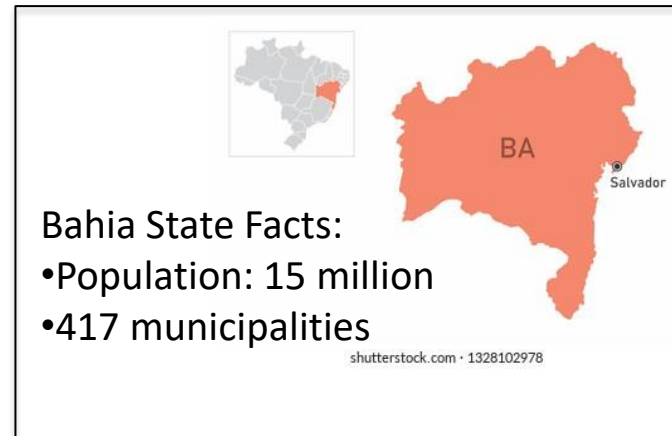 BA
Salvador
Bahia State Facts:
•Population: 15 million
•417 municipalities
shutterstock.com · 1328102978